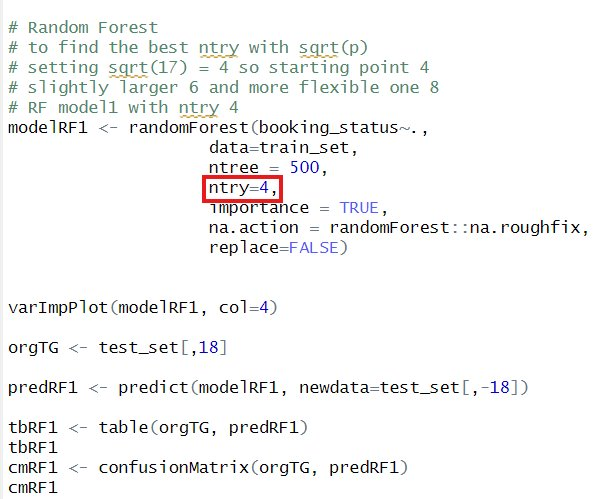 # Random Forest
# to find the best ntry with sqrt(p)
# setting sqrt(17) = 4 so starting point 4
# slightly larger 6 and more flexible one 8
# RF model1 with ntry 4
modelRF1 <- randomForest(booking_status~.,
data=train_set,
ntree = 500,
ntry=4,
importance = TRUE,
na.action = randomForest::na.roughfix,
replace=FALSE)
varImpPlot(modelRF1, col=4)
orgTG <- test_set[,18]
predRF1 <- predict(modelRF1, newdata=test_set[,-18])
tbRF1 <- table(orgTG, predRF1)
tbRF1
cmRF1 <- confusionMatrix(orgTG, predRF1)
cmRF1